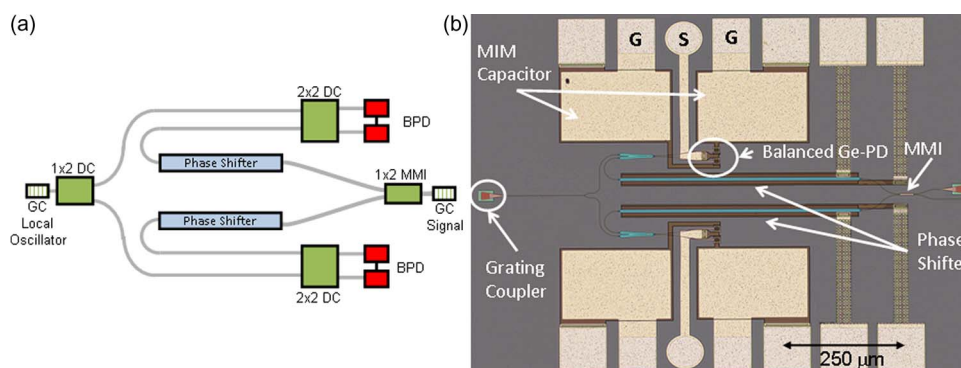 (a)
2x2 DC
BPD
1x2 DC
Phase Shifter
1x2 MMI
GC
Local
Oscillator
GC
Signal
Phase Shifter
BPD
2x2 DC
(b)
MIM
Capacitor
G
S
G
Balanced Ge-PD
MMI
Grating
Coupler
Phase
Shifte
250 µm